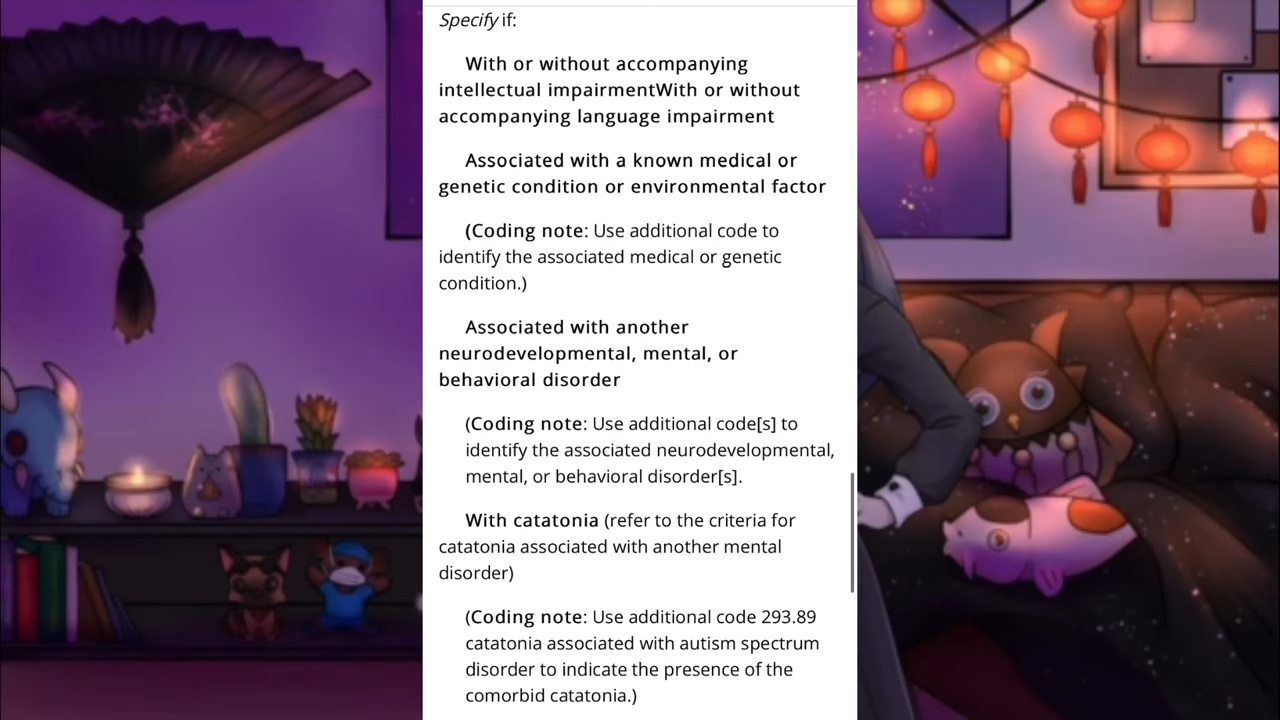 Specify if:
With or without accompanying
intellectual impairmentWith or without
accompanying language impairment
Associated with a known medical or
genetic condition or environmental factor
(Coding note: Use additional code to
identify the associated medical or genetic
condition.)
Associated with another
neurodevelopmental, mental, or
behavioral disorder
(Coding note: Use additional code[s] to
identify the associated neurodevelopmental,
mental, or behavioral disorder[s].
With catatonia (refer to the criteria for
catatonia associated with another mental
disorder)
(Coding note: Use additional code 293.89
catatonia associated with autism spectrum
disorder to indicate the presence of the
comorbid catatonia.)